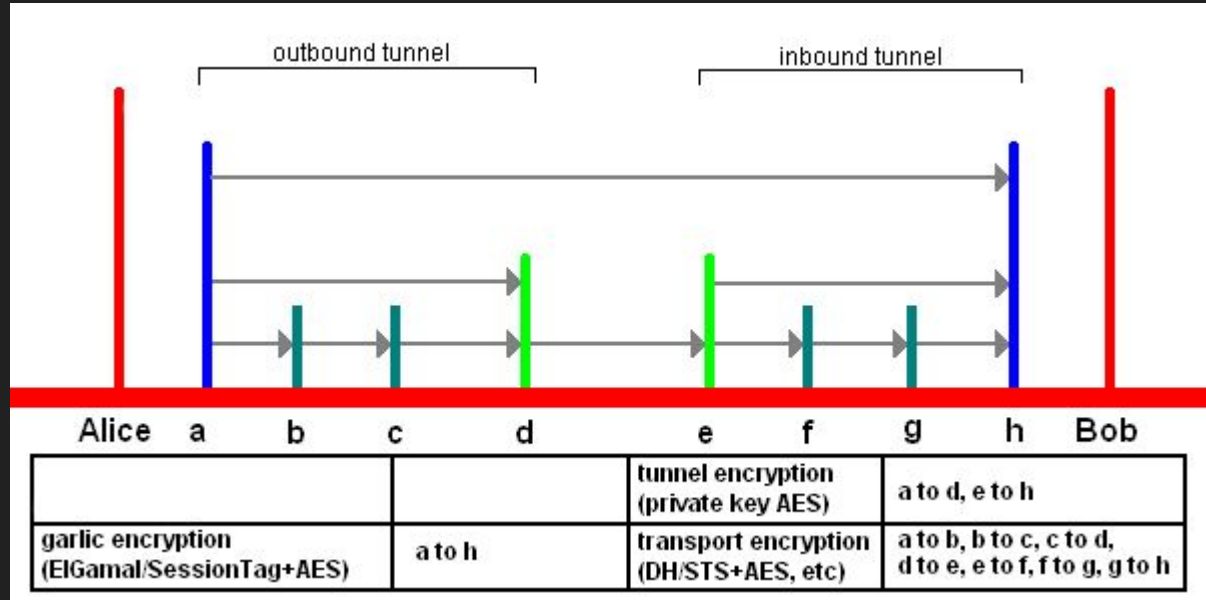 outbound tunnel
inbound tunnel
Alice a b c d e f g h Bob
tunnel encryption
(private key AES)
a to d, e to h
garlic encryption
(ElGamal/SessionTag+AES)
a to h
transport encryption
(DH/STS+AES, etc)
a to b, b to c, c to d,
d to e, e to f, f to g, g to h